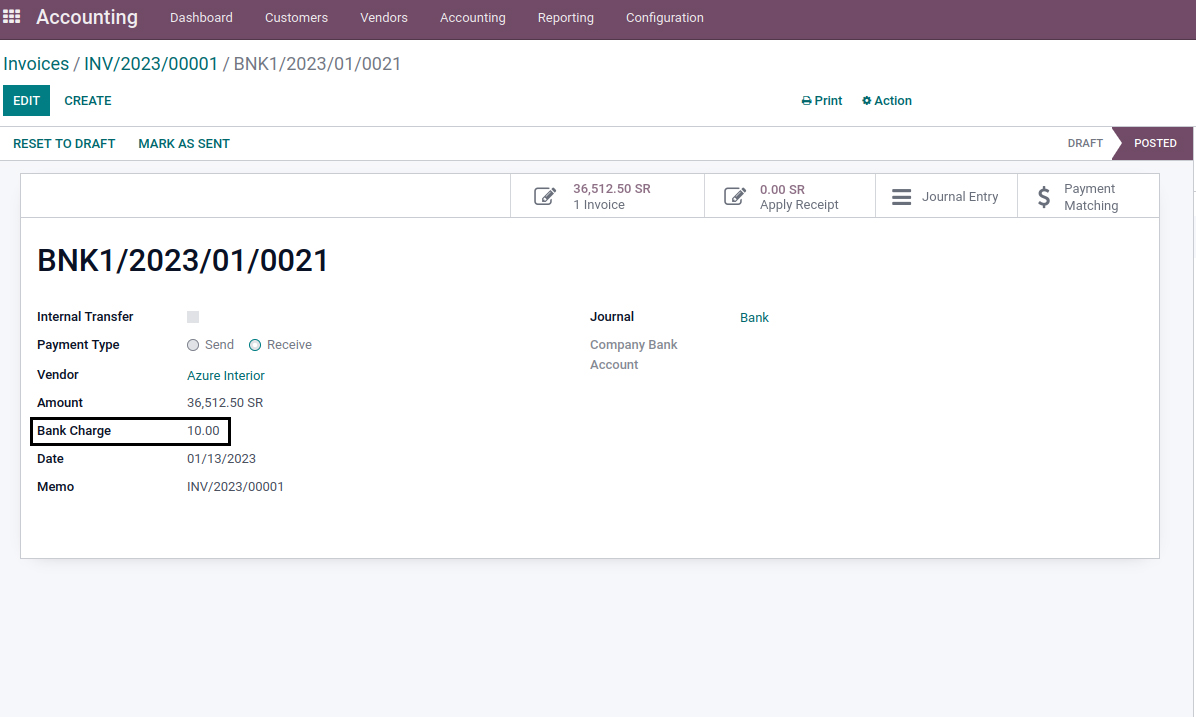 Accounting Dashboard Customers Vendors Accounting Reporting Configuration
Invoices / INV/2023/00001 / BNK1/2023/01/0021
EDIT CREATE Print Action
RESET TO DRAFT MARK AS SENT DRAFT POSTED
36,512.50 SR
1 Invoice
0.00 SR
Apply Receipt
Journal Entry
Payment
Matching
BNK1/2023/01/0021
Internal Transfer
Payment Type Send Receive
Vendor Azure Interior
Amount 36,512.50 SR
Bank Charge 10.00
Date 01/13/2023
Memo INV/2023/00001
Journal Bank
Company Bank
Account